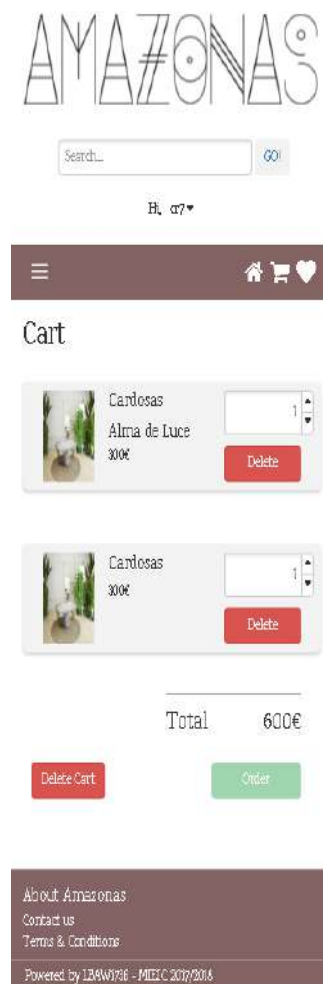 AMAZONAS
Search...
GO!
Hi, cr7
Cart
Cardosas
Alma de Luce
300€
1
Delete
Cardosas
300€
1
Delete
Total 600€
Delete Cart
Order
About Amazonas
Contact us
Terms & Conditions
Powered by LBAW1736 - MIEIC 2017/2018